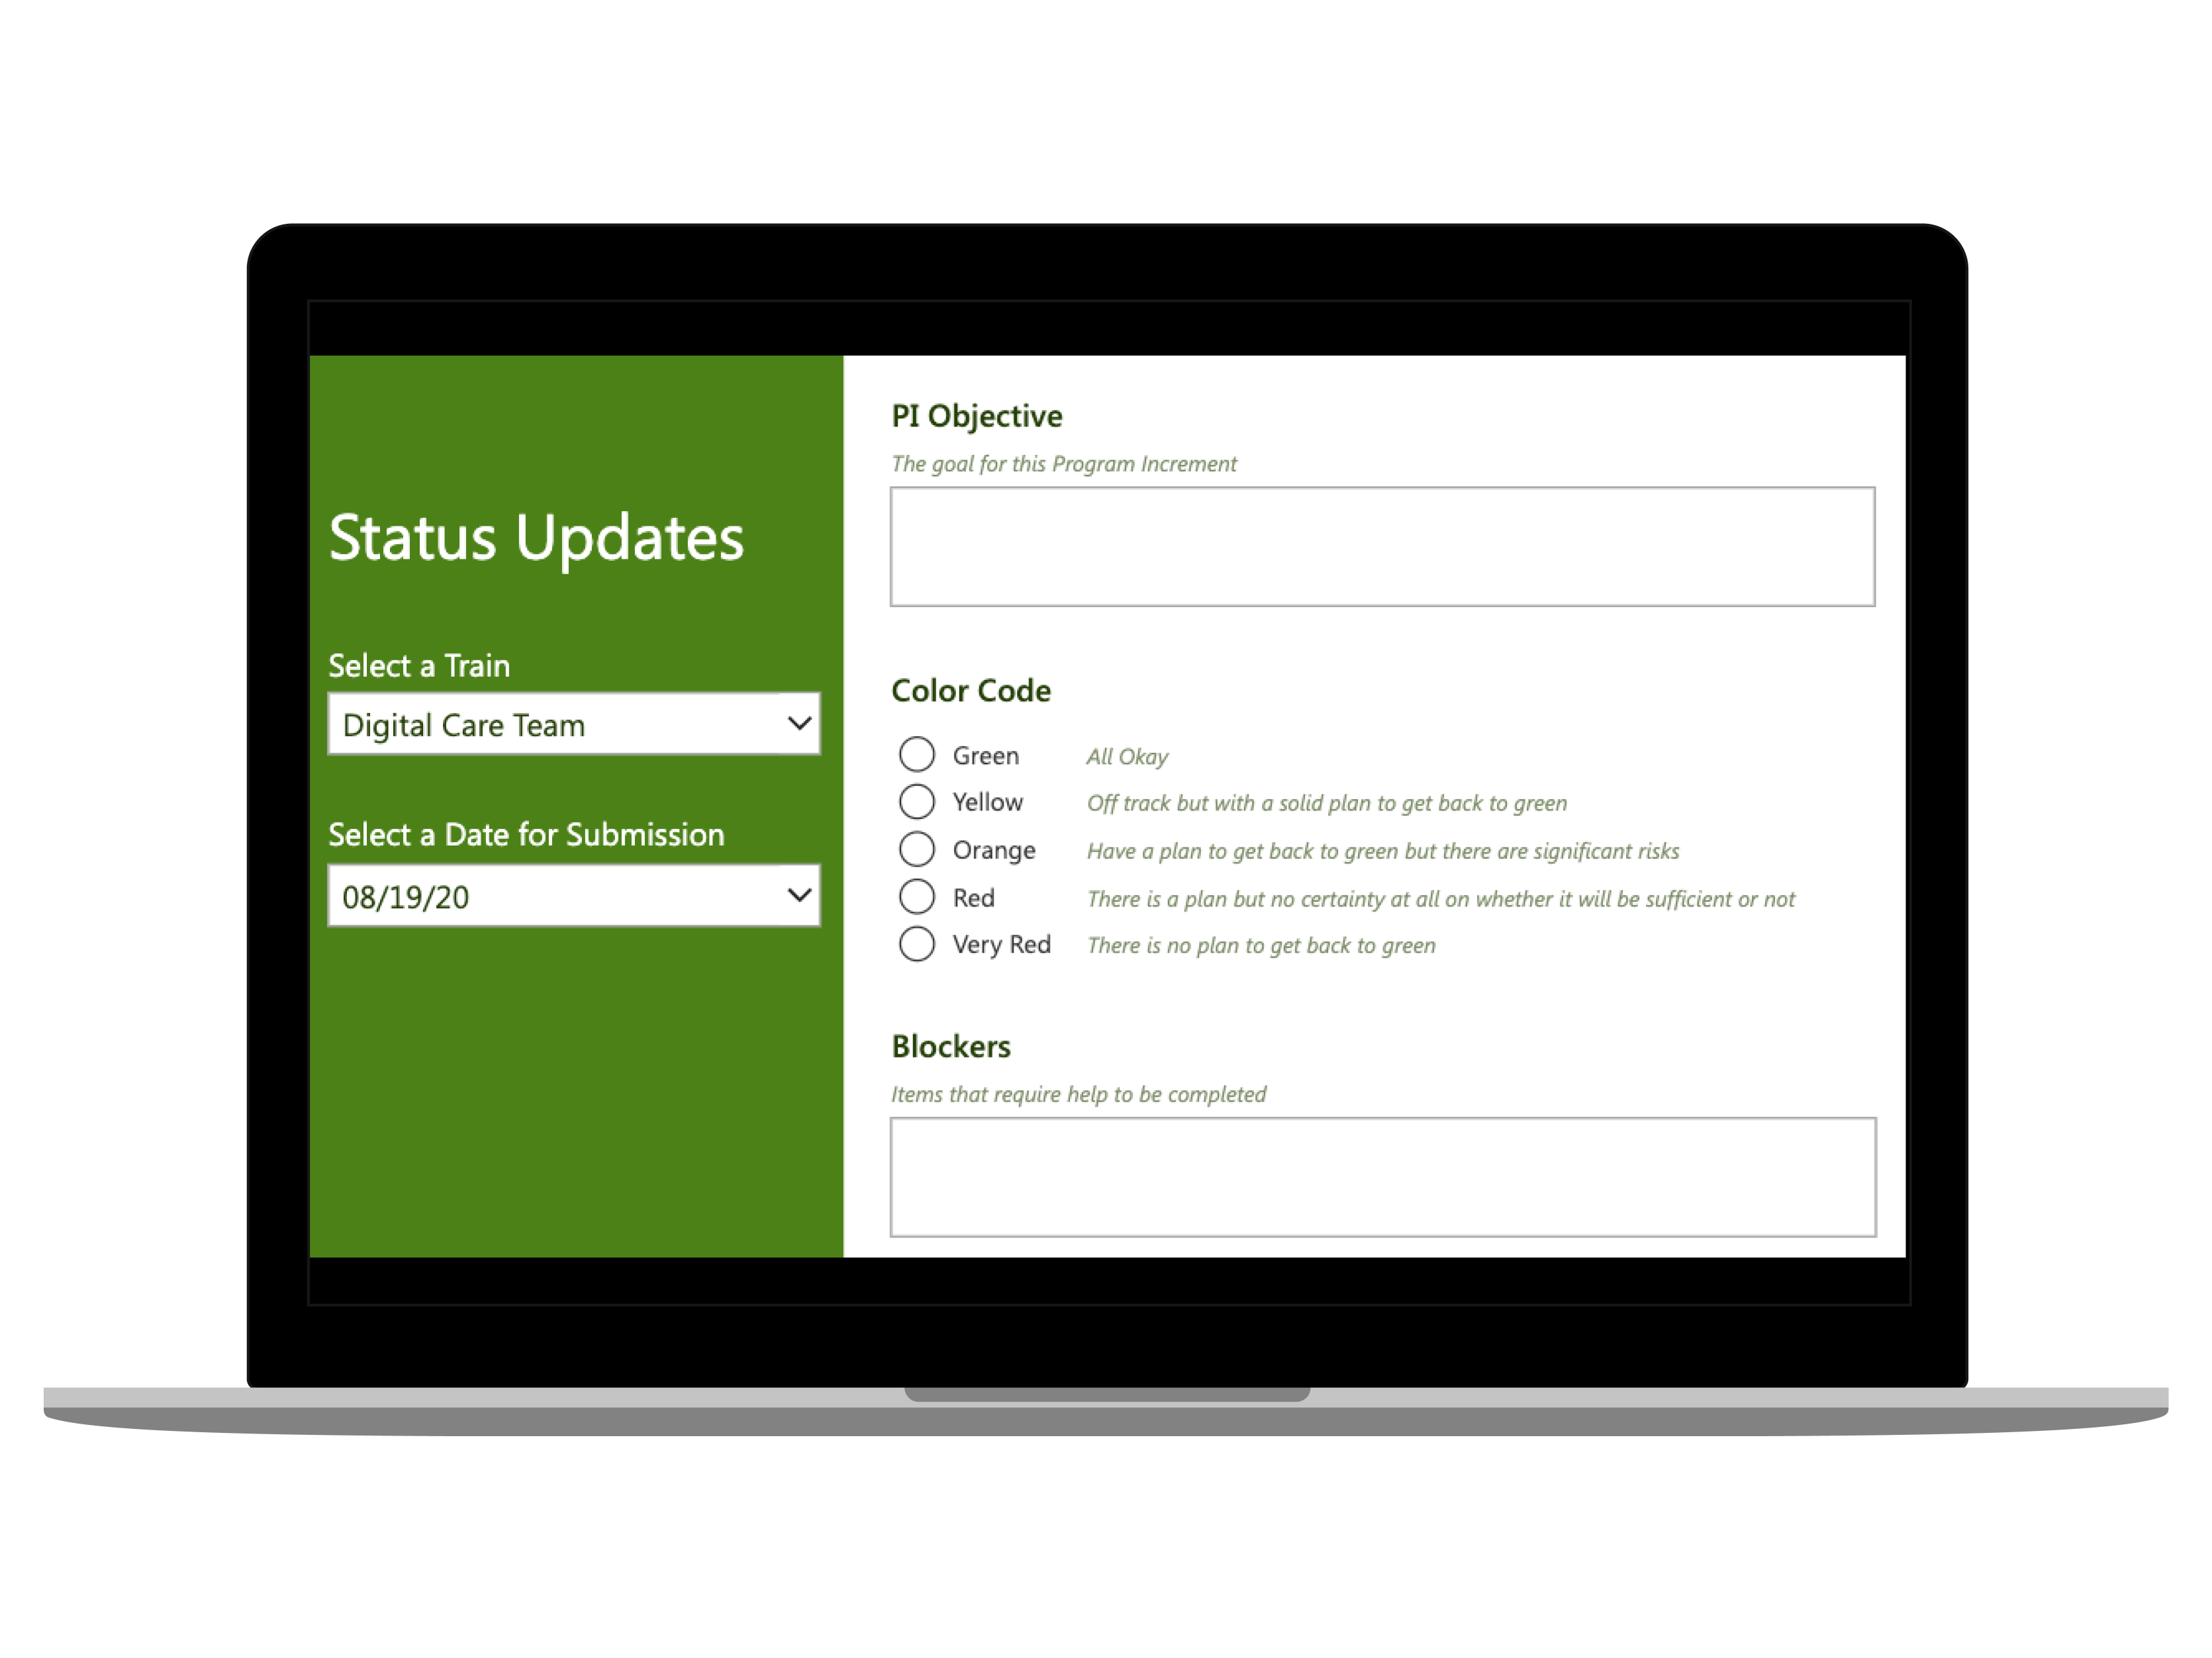 Status Updates
Select a Train
Digital Care Team
Select a Date for Submission
08/19/20
PI Objective
The goal for this Program Increment
Color Code
Green All Okay
Yellow Off track but with a solid plan to get back to green
Orange Have a plan to get back to green but there are significant risks
Red There is a plan but no certainty at all on whether it will be sufficient or not
Very Red There is no plan to get back to green
Blockers
Items that require help to be completed